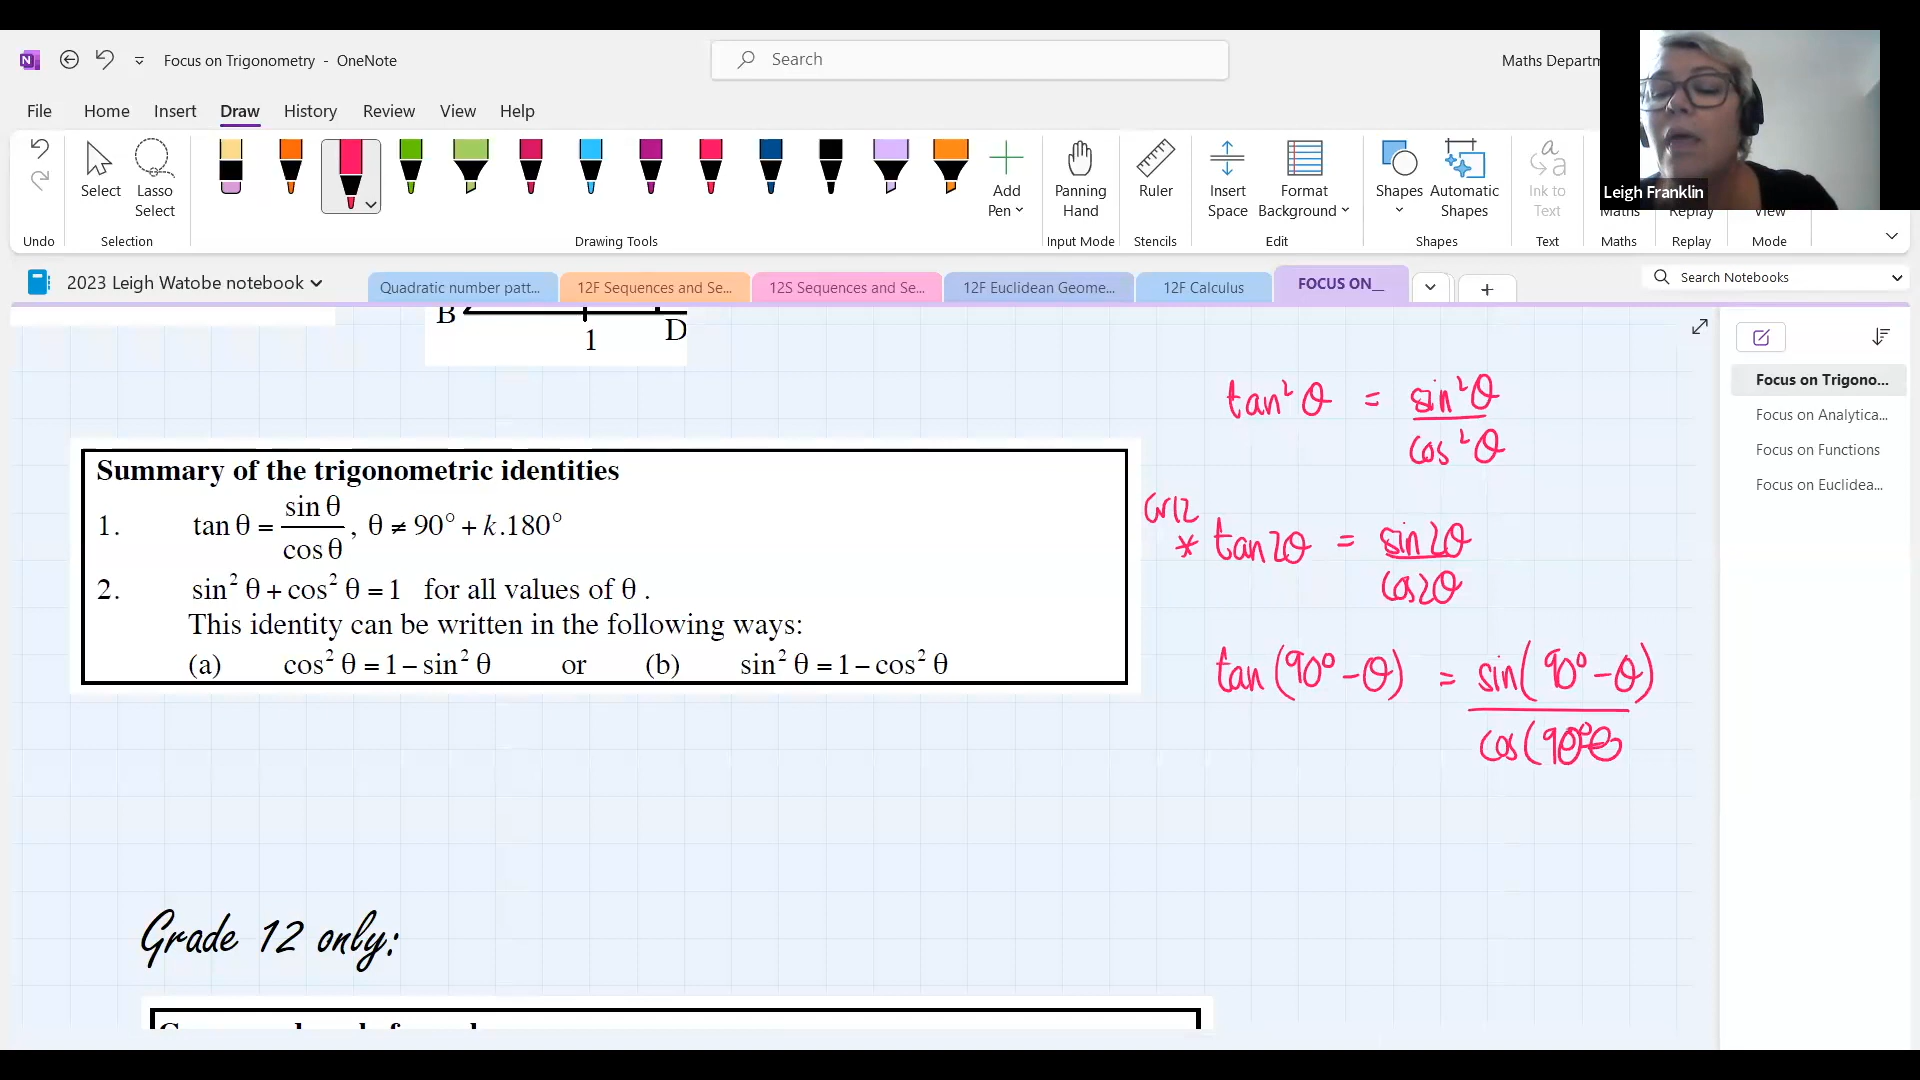 Focus on Trigonometry - OneNote
Search
Maths Departm
File Home Insert Draw History Review View Help
Undo
Select
Lasso Select
Selection
Drawing Tools
Add Pen
Panning Hand
Input Mode
Ruler
Stencils
Insert Space
Format Background
Edit
Shapes
Automatic Shapes
Shapes
Ink to Text
Text
Maths
Maths
Replay
Replay
View
Mode
Leigh Franklin
2023 Leigh Watobe notebook
Quadratic number patt...
12F Sequences and Se...
12S Sequences and Se...
12F Euclidean Geome...
12F Calculus
FOCUS ON_
Search Notebooks
B
1
D
Summary of the trigonometric identities
1. tan θ = sin θ / cos θ , θ ≠ 90° + k.180°
2. sin² θ + cos² θ = 1 for all values of θ .
This identity can be written in the following ways:
(a) cos² θ = 1 – sin² θ or (b) sin² θ = 1 – cos² θ
tan²θ = sin²θ / cos²θ
Gr12
* tan2θ = sin2θ / cos2θ
tan(90° – θ) = sin(90° – θ) / cos(90°-θ
Grade 12 only:
Focus on Trigono...
Focus on Analytica...
Focus on Functions
Focus on Euclidea...